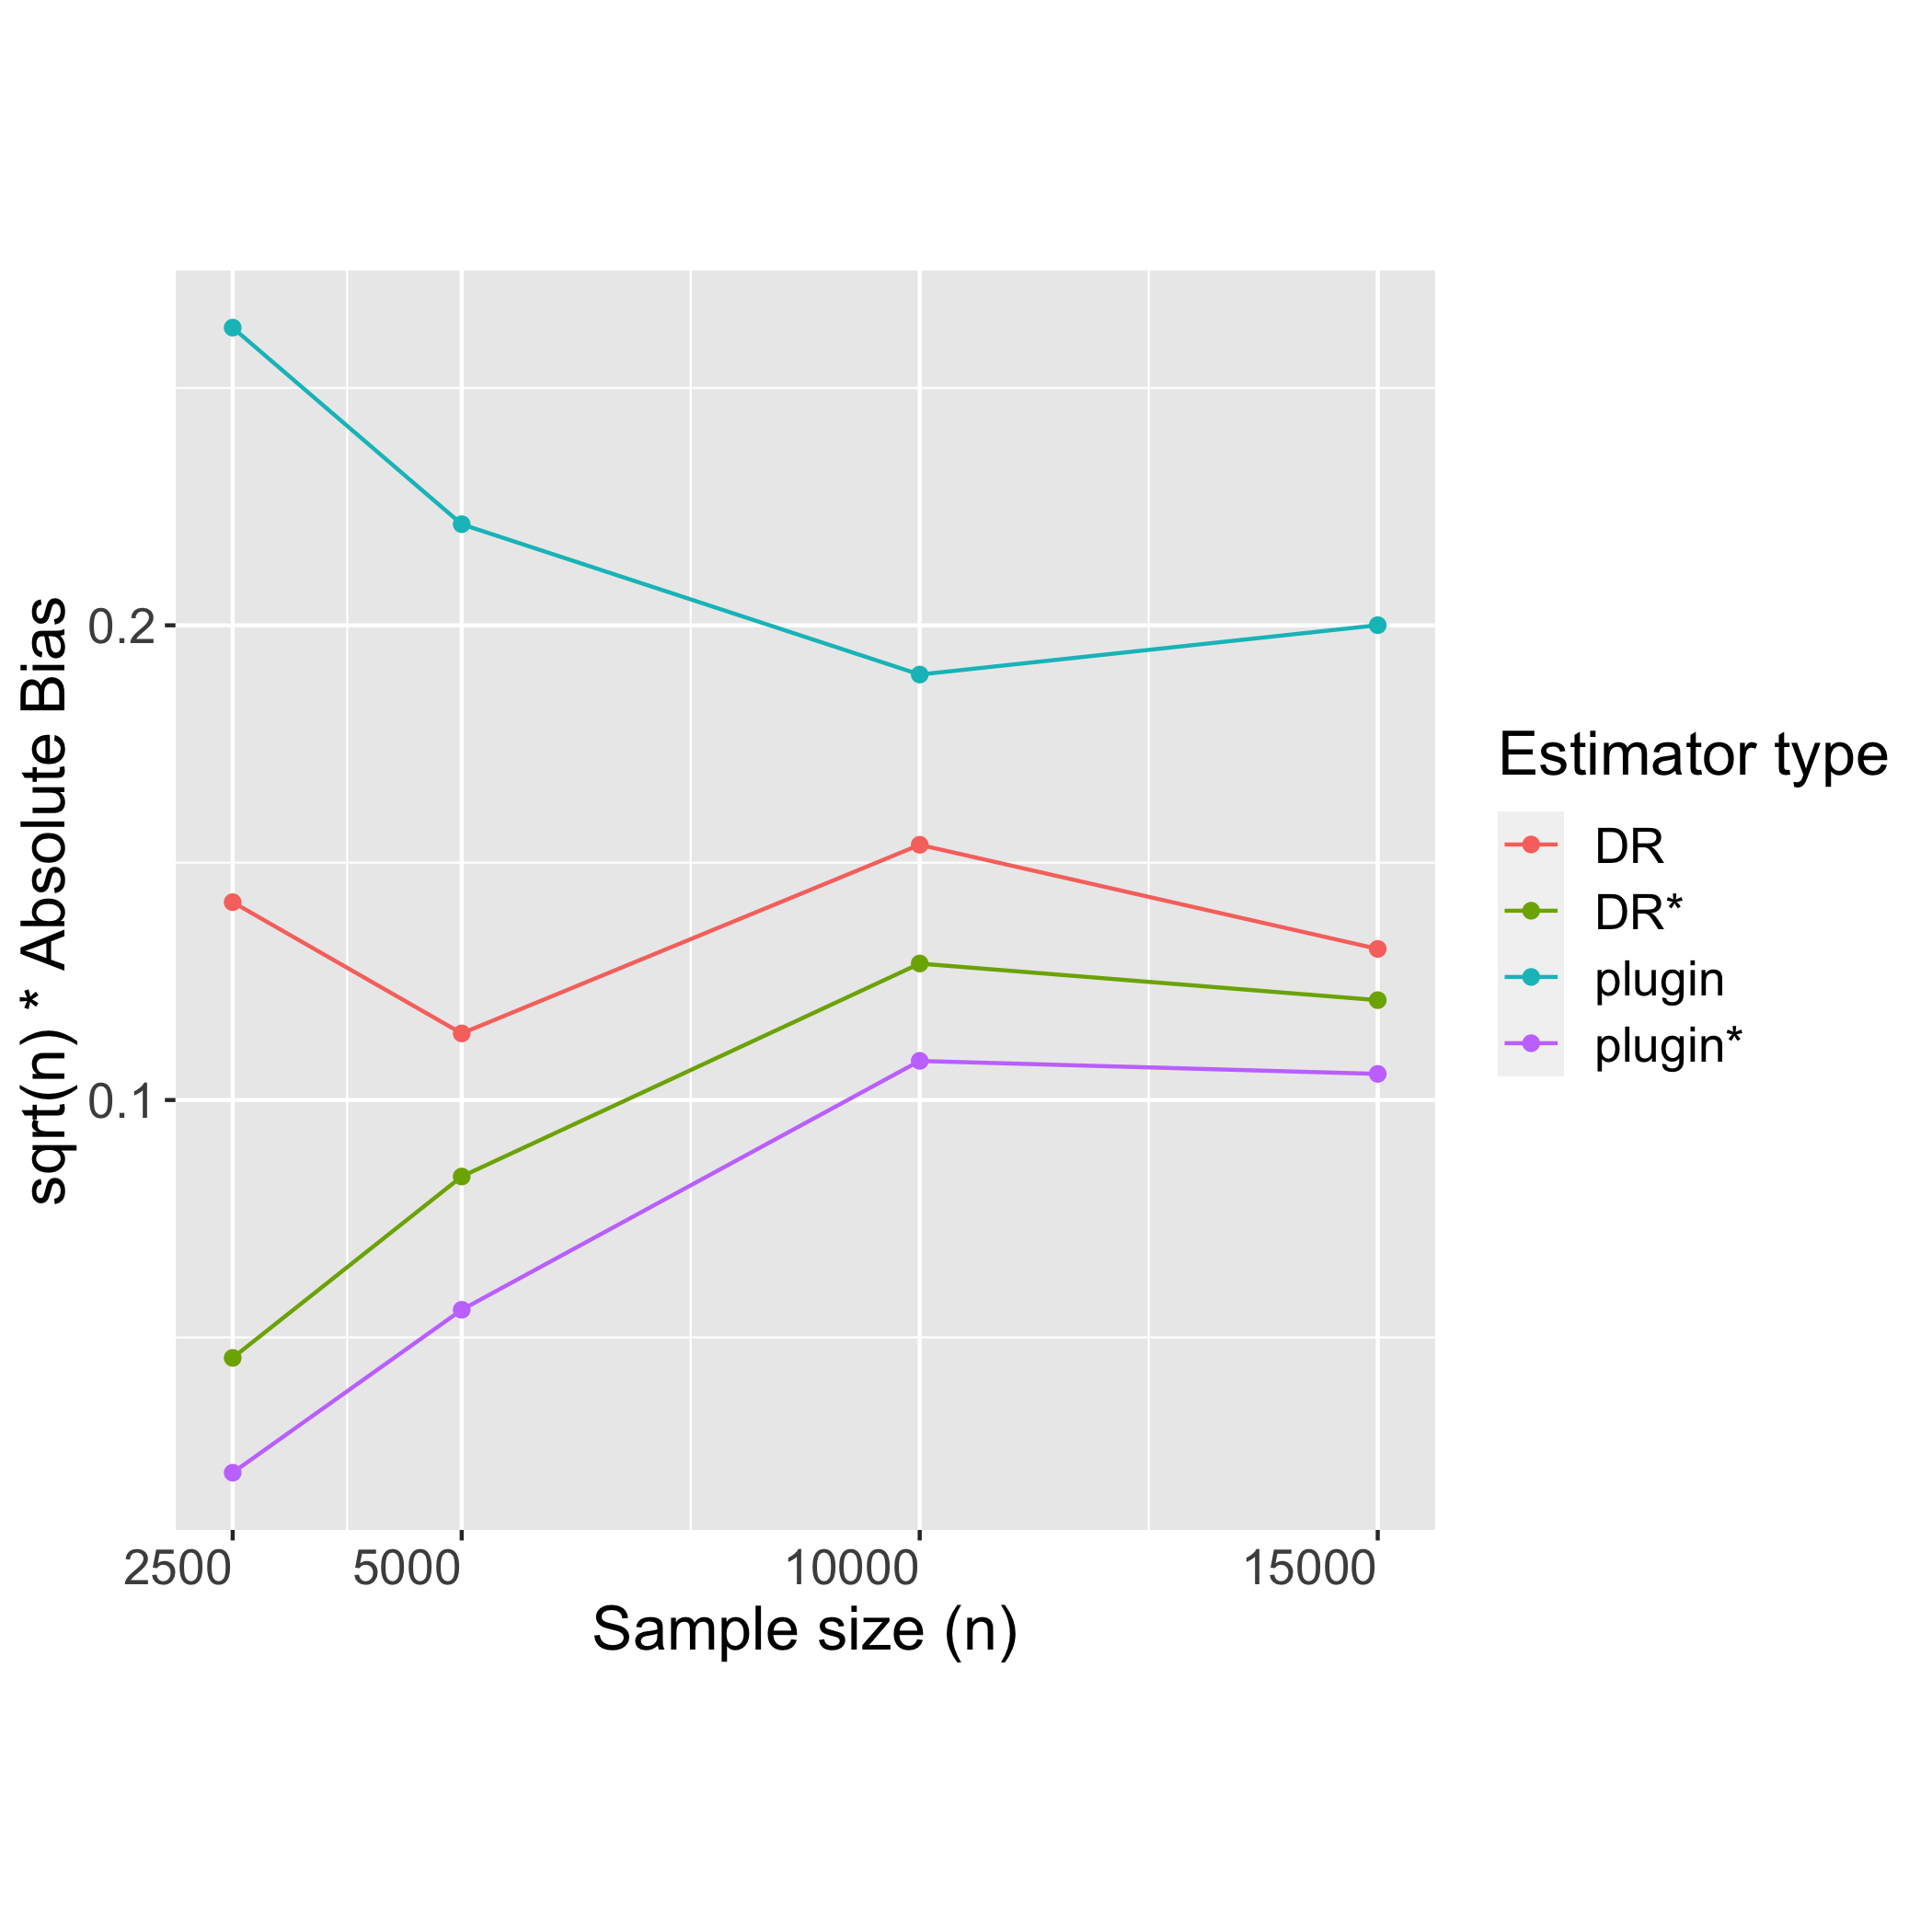 sqrt(n) * Absolute Bias
0.2
0.1
2500 5000 10000 15000
Sample size (n)
Estimator type
DR
DR*
plugin
plugin*